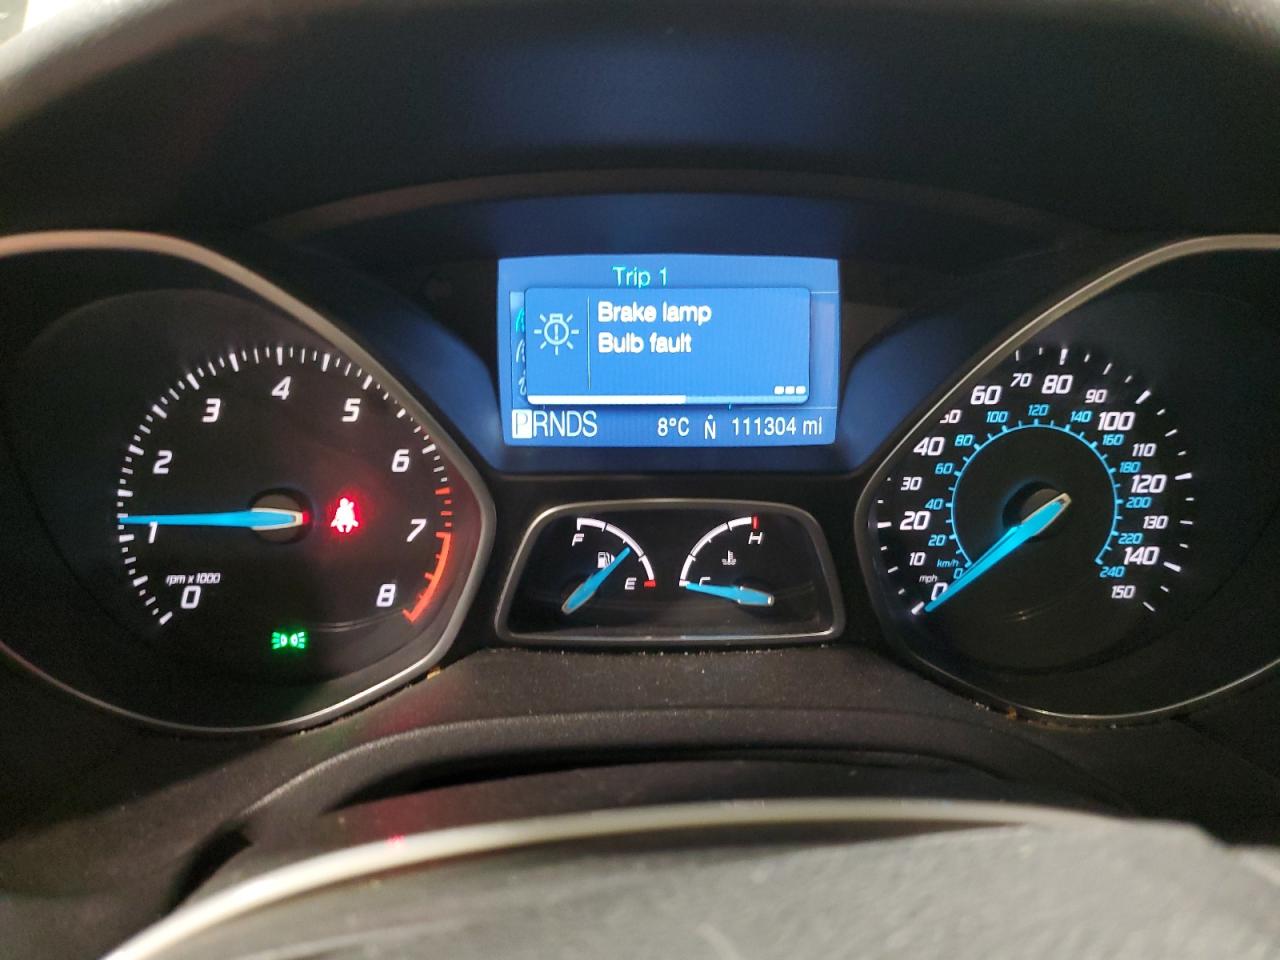 Trip 1
Brake lamp
Bulb fault
PRNDS 8°C N 111304 mi
0 1 2 3 4 5 6 7 8
rpm x 1000
F E
C H
0 10 20 30 40 50 60 70 80 90 100 110 120 130 140 150
mph
0 20 40 60 80 100 120 140 160 180 200 220 240
km/h